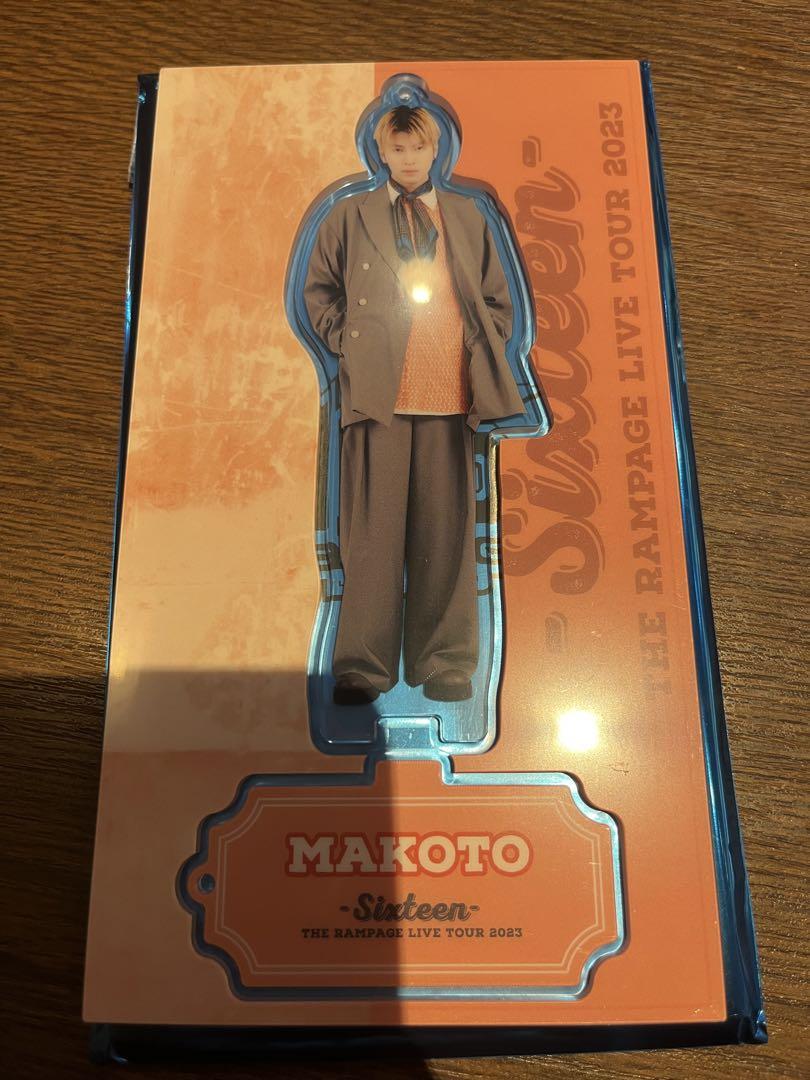 -Sixteen-
THE RAMPAGE LIVE TOUR 2023
MAKOTO
-Sixteen-
THE RAMPAGE LIVE TOUR 2023